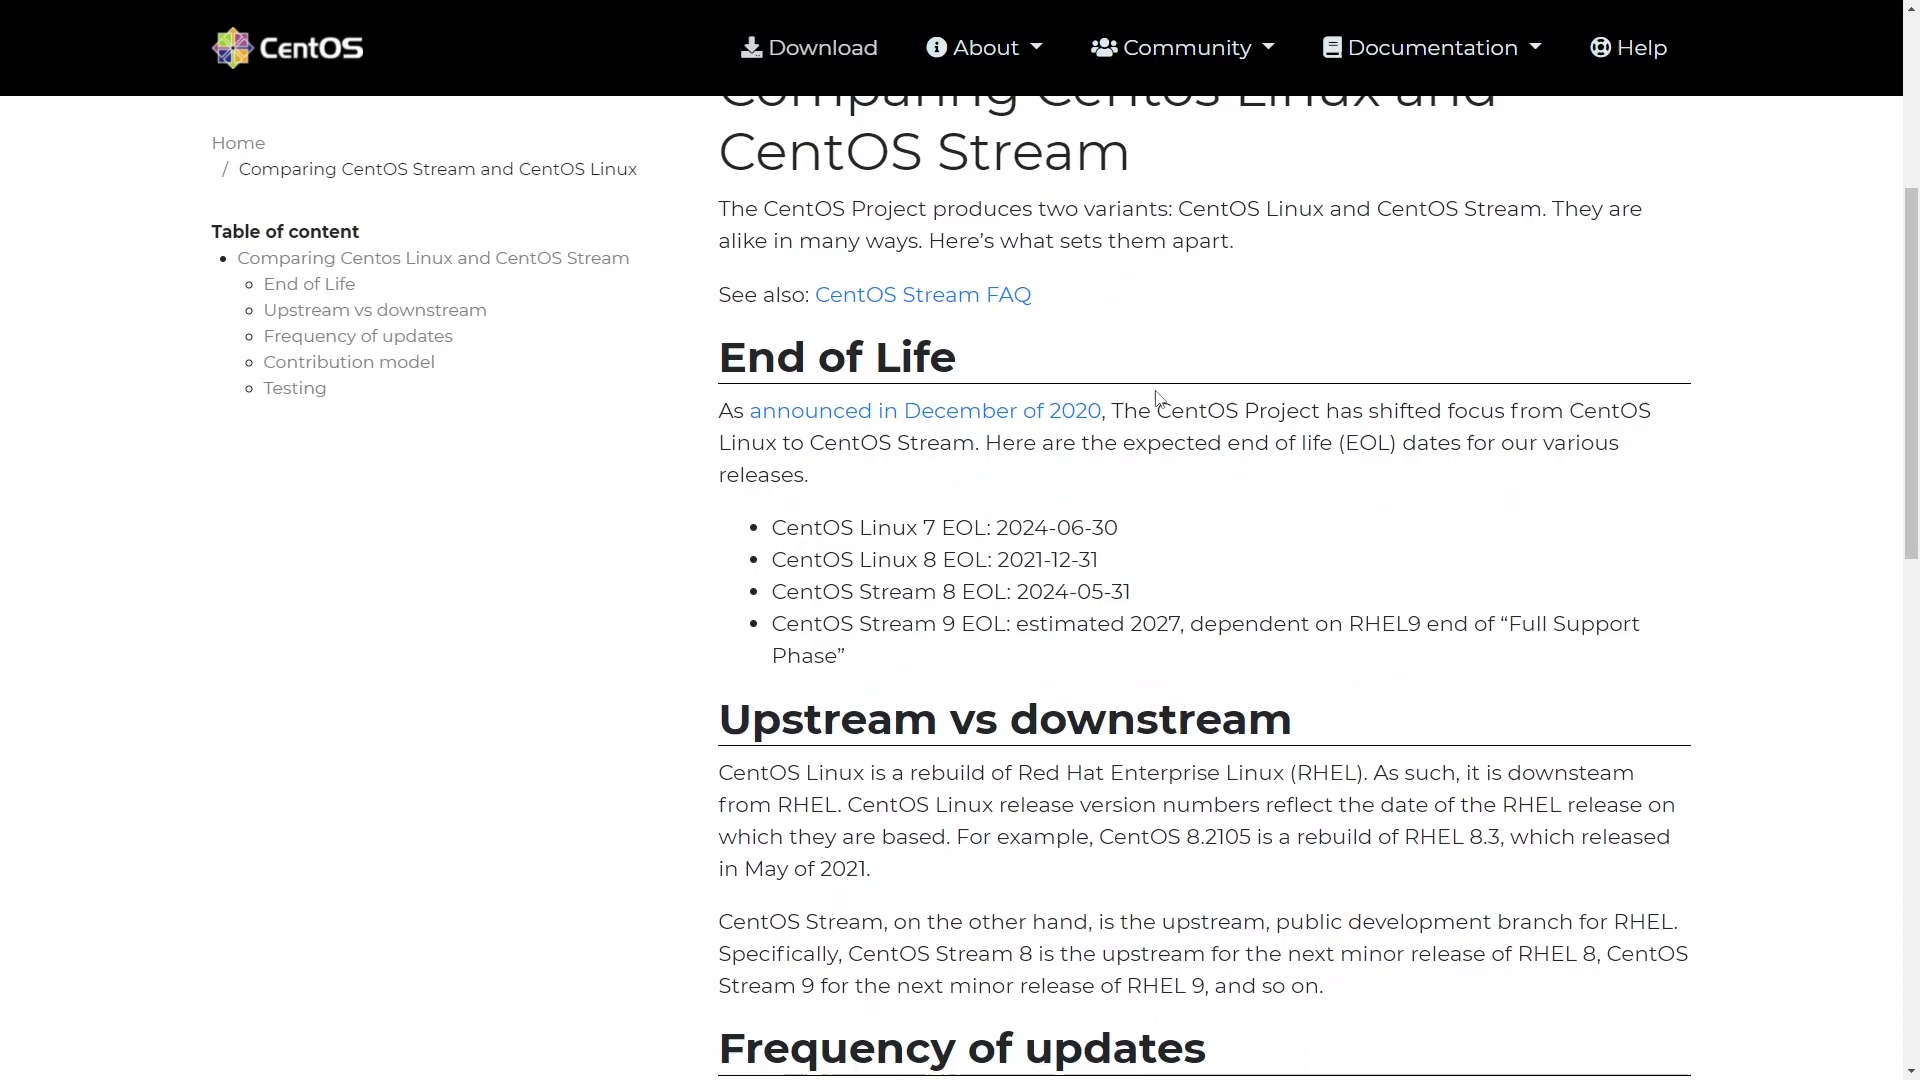 CentOS
Download
About
Community
Documentation
Help
Home
/ Comparing CentOS Stream and CentOS Linux
Table of content
Comparing Centos Linux and CentOS Stream
End of Life
Upstream vs downstream
Frequency of updates
Contribution model
Testing
Comparing Centos Linux and
CentOS Stream
The CentOS Project produces two variants: CentOS Linux and CentOS Stream. They are
alike in many ways. Here’s what sets them apart.
See also: CentOS Stream FAQ
End of Life
As announced in December of 2020, The CentOS Project has shifted focus from CentOS
Linux to CentOS Stream. Here are the expected end of life (EOL) dates for our various
releases.
CentOS Linux 7 EOL: 2024-06-30
CentOS Linux 8 EOL: 2021-12-31
CentOS Stream 8 EOL: 2024-05-31
CentOS Stream 9 EOL: estimated 2027, dependent on RHEL9 end of “Full Support
Phase”
Upstream vs downstream
CentOS Linux is a rebuild of Red Hat Enterprise Linux (RHEL). As such, it is downsteam
from RHEL. CentOS Linux release version numbers reflect the date of the RHEL release on
which they are based. For example, CentOS 8.2105 is a rebuild of RHEL 8.3, which released
in May of 2021.
CentOS Stream, on the other hand, is the upstream, public development branch for RHEL.
Specifically, CentOS Stream 8 is the upstream for the next minor release of RHEL 8, CentOS
Stream 9 for the next minor release of RHEL 9, and so on.
Frequency of updates